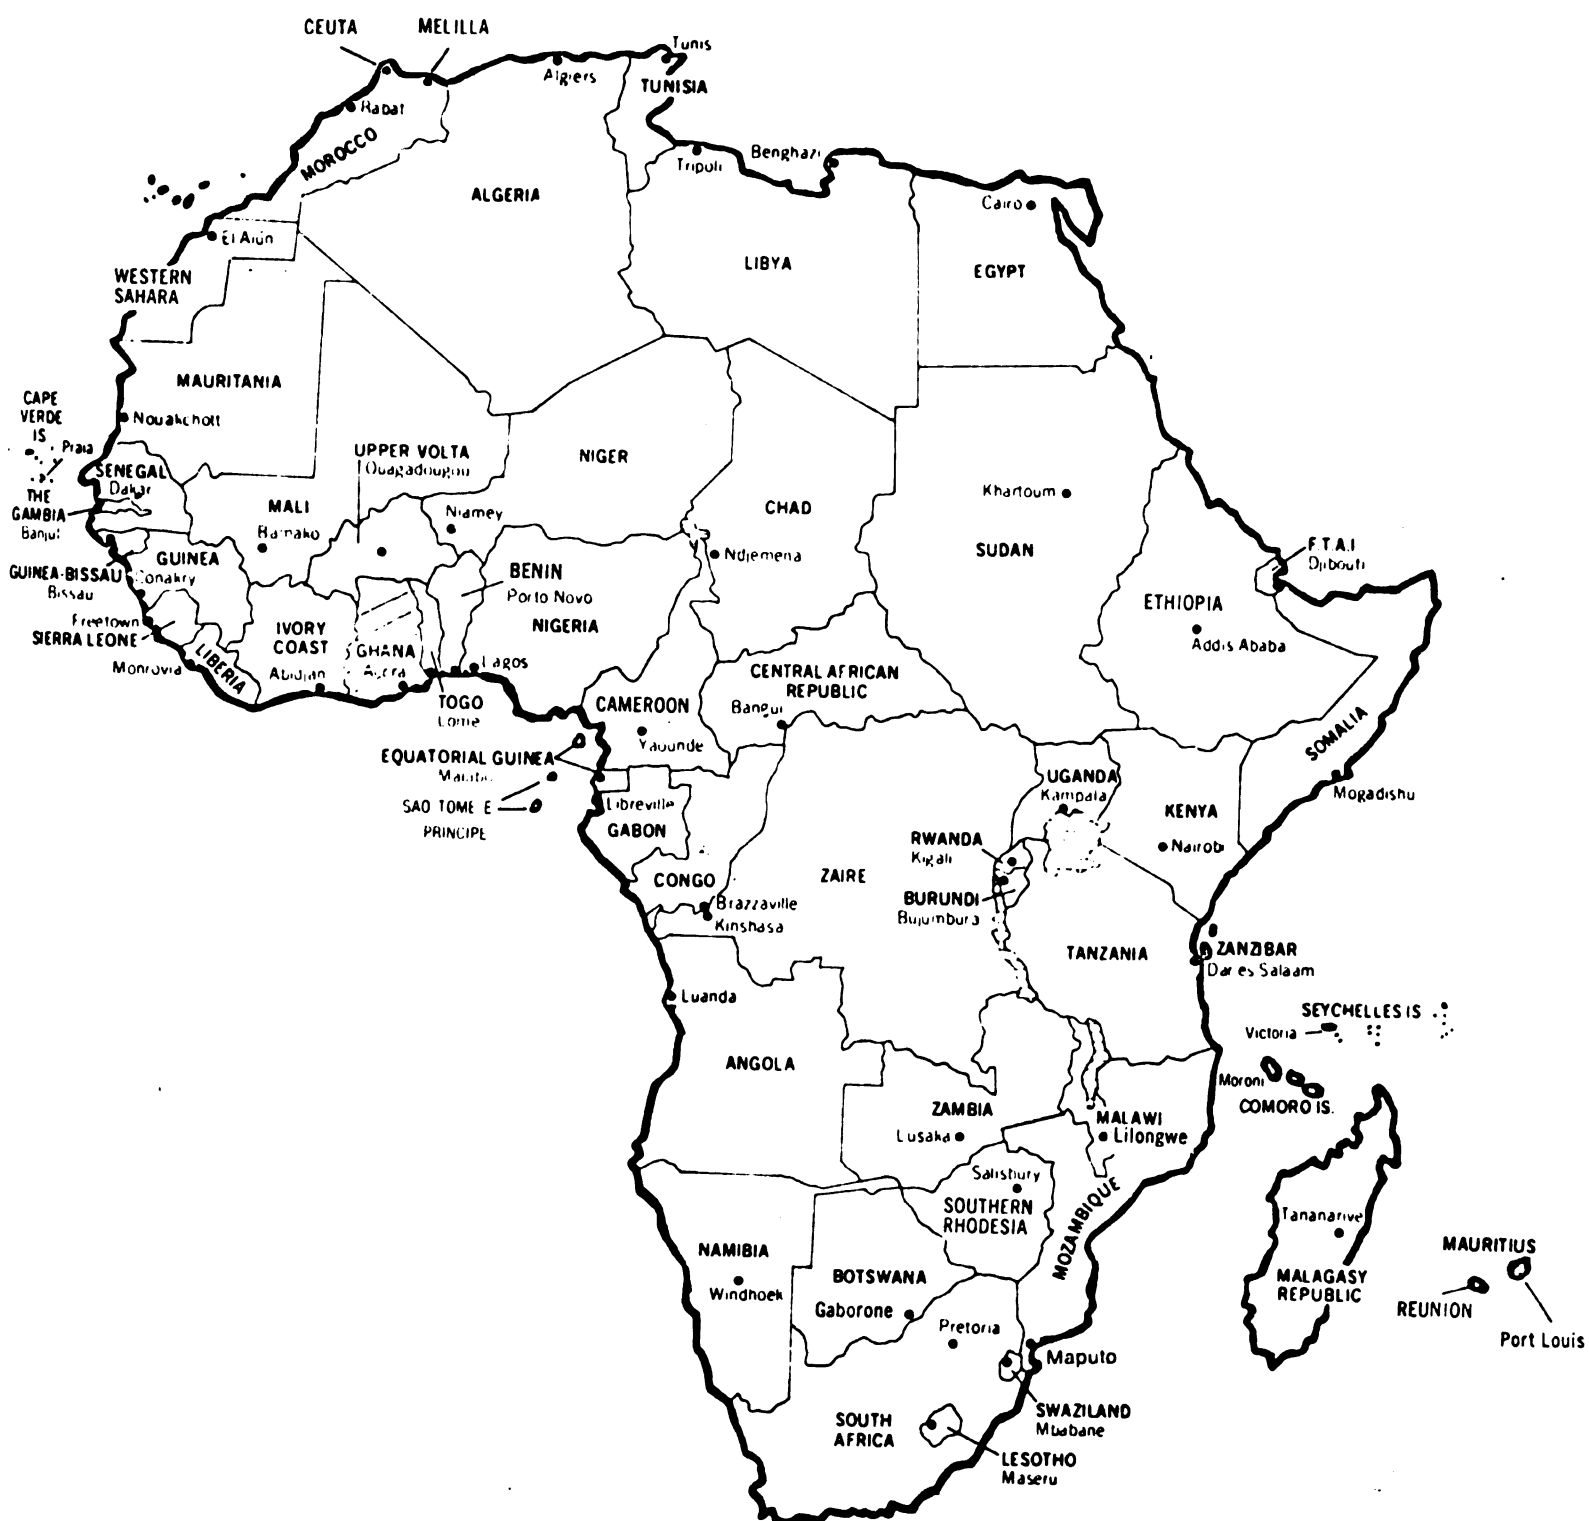 CEUTA
MELILLA
Tunis
Algiers
TUNISIA
Rabat
MOROCCO
Tripoli
Benghazi
ALGERIA
Cairo
El Aiún
LIBYA
EGYPT
WESTERN
SAHARA
MAURITANIA
CAPE
VERDE
IS
Nouakchott
Praia
UPPER VOLTA
Ouagadougou
NIGER
SENEGAL
Dakar
THE
GAMBIA
Banjul
MALI
Bamako
Niamey
CHAD
Khartoum
SUDAN
Ndjemena
F.T.A.I
Djibouti
GUINEA
Conakry
GUINEA-BISSAU
Bissau
BENIN
Porto Novo
NIGERIA
ETHIOPIA
Addis Ababa
Freetown
SIERRA LEONE
IVORY
COAST
GHANA
Accra
LIBERIA
Monrovia
Abidjan
Lagos
TOGO
Lome
CENTRAL AFRICAN
REPUBLIC
Bangui
CAMEROON
Yaounde
SOMALIA
Mogadishu
EQUATORIAL GUINEA
Malabo
SAO TOME E
PRINCIPE
Libreville
GABON
UGANDA
Kampala
KENYA
Nairobi
RWANDA
Kigali
BURUNDI
Bujumbura
CONGO
Brazzaville
Kinshasa
ZAIRE
TANZANIA
ZANZIBAR
Dar es Salaam
Luanda
SEYCHELLES IS
Victoria
ANGOLA
Moroni
COMORO IS.
ZAMBIA
Lusaka
MALAWI
Lilongwe
Salisbury
SOUTHERN
RHODESIA
MOZAMBIQUE
Tananarive
MALAGASY
REPUBLIC
MAURITIUS
REUNION
Port Louis
NAMIBIA
Windhoek
BOTSWANA
Gaborone
Pretoria
Maputo
SWAZILAND
Mbabane
SOUTH
AFRICA
LESOTHO
Maseru